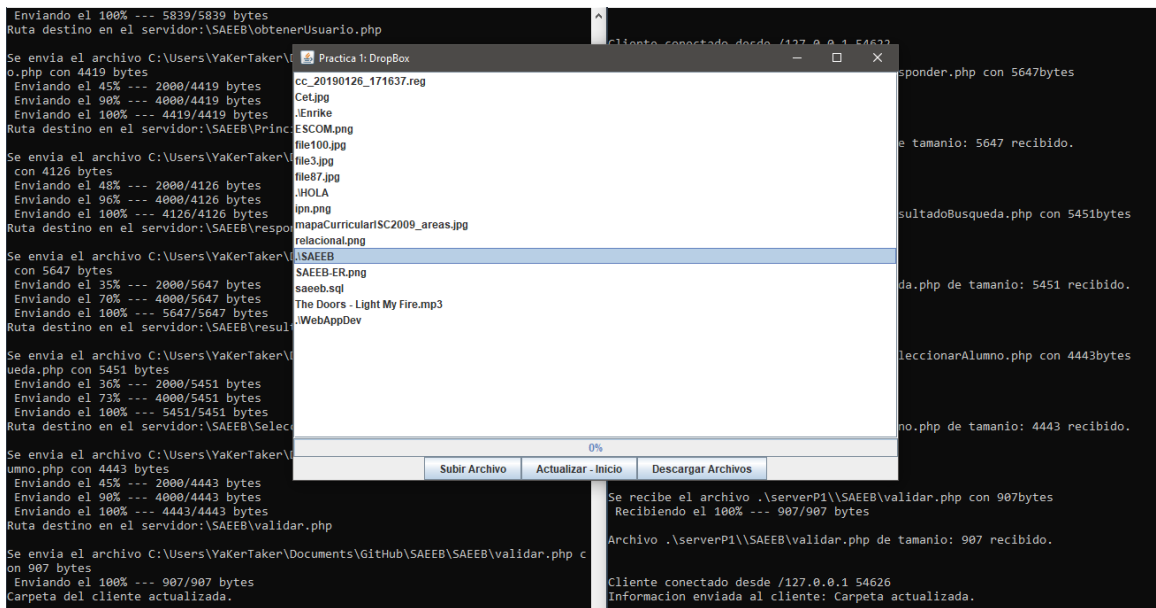 Enviando el 100% --- 5839/5839 bytes
Ruta destino en el servidor:\SAEEB\obtenerUsuario.php
Se envia el archivo C:\Users\YaKerTaker\
o.php con 4419 bytes
Enviando el 45% --- 2000/4419 bytes
Enviando el 90% --- 4000/4419 bytes
Enviando el 100% --- 4419/4419 bytes
Ruta destino en el servidor:\SAEEB\Princ
Se envia el archivo C:\Users\YaKerTaker\
con 4126 bytes
Enviando el 48% --- 2000/4126 bytes
Enviando el 96% --- 4000/4126 bytes
Enviando el 100% --- 4126/4126 bytes
Ruta destino en el servidor:\SAEEB\respo
Se envia el archivo C:\Users\YaKerTaker\
con 5647 bytes
Enviando el 35% --- 2000/5647 bytes
Enviando el 70% --- 4000/5647 bytes
Enviando el 100% --- 5647/5647 bytes
Ruta destino en el servidor:\SAEEB\resul
Se envia el archivo C:\Users\YaKerTaker\
ueda.php con 5451 bytes
Enviando el 36% --- 2000/5451 bytes
Enviando el 73% --- 4000/5451 bytes
Enviando el 100% --- 5451/5451 bytes
Ruta destino en el servidor:\SAEEB\Selec
Se envia el archivo C:\Users\YaKerTaker\
umno.php con 4443 bytes
Enviando el 45% --- 2000/4443 bytes
Enviando el 90% --- 4000/4443 bytes
Enviando el 100% --- 4443/4443 bytes
Ruta destino en el servidor:\SAEEB\validar.php
Se envia el archivo C:\Users\YaKerTaker\Documents\GitHub\SAEEB\SAEEB\validar.php c
on 907 bytes
Enviando el 100% --- 907/907 bytes
Carpeta del cliente actualizada.
Practica 1: DropBox
cc_20190126_171637.reg
Cet.jpg
.\Enrike
ESCOM.png
file100.jpg
file3.jpg
file87.jpg
.\HOLA
ipn.png
mapaCurricularISC2009_areas.jpg
relacional.png
.\SAEEB
SAEEB-ER.png
saeeb.sql
The Doors - Light My Fire.mp3
.\WebAppDev
0%
Subir Archivo Actualizar - Inicio Descargar Archivos
Cliente conectado desde /127.0.0.1 54622
sponder.php con 5647bytes
e tamanio: 5647 recibido.
sultadoBusqueda.php con 5451bytes
da.php de tamanio: 5451 recibido.
leccionarAlumno.php con 4443bytes
no.php de tamanio: 4443 recibido.
Se recibe el archivo .\serverP1\\SAEEB\validar.php con 907bytes
Recibiendo el 100% --- 907/907 bytes
Archivo .\serverP1\\SAEEB\validar.php de tamanio: 907 recibido.
Cliente conectado desde /127.0.0.1 54626
Informacion enviada al cliente: Carpeta actualizada.